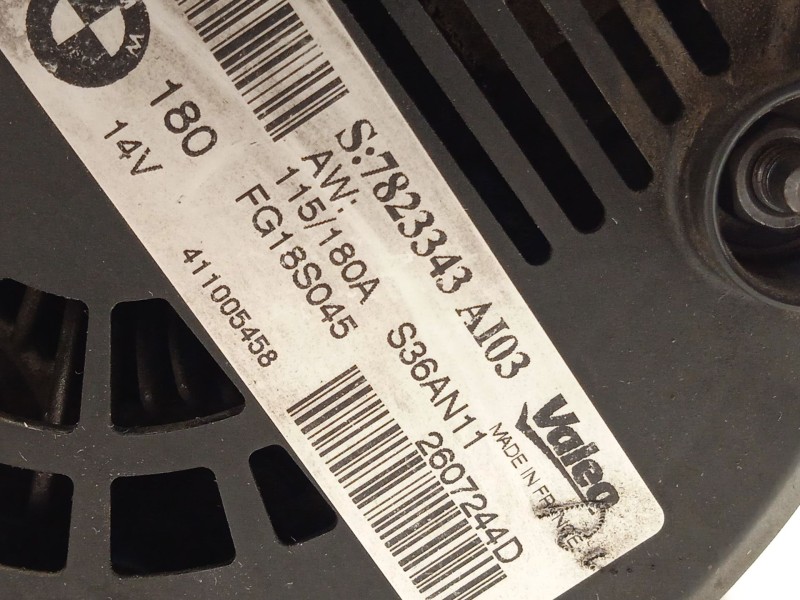 180
14V
S:7823343 AI03
AW:
115/180A S36AN11
FG18S045 2607244D
411005458
Valeo
MADE IN FRANCE